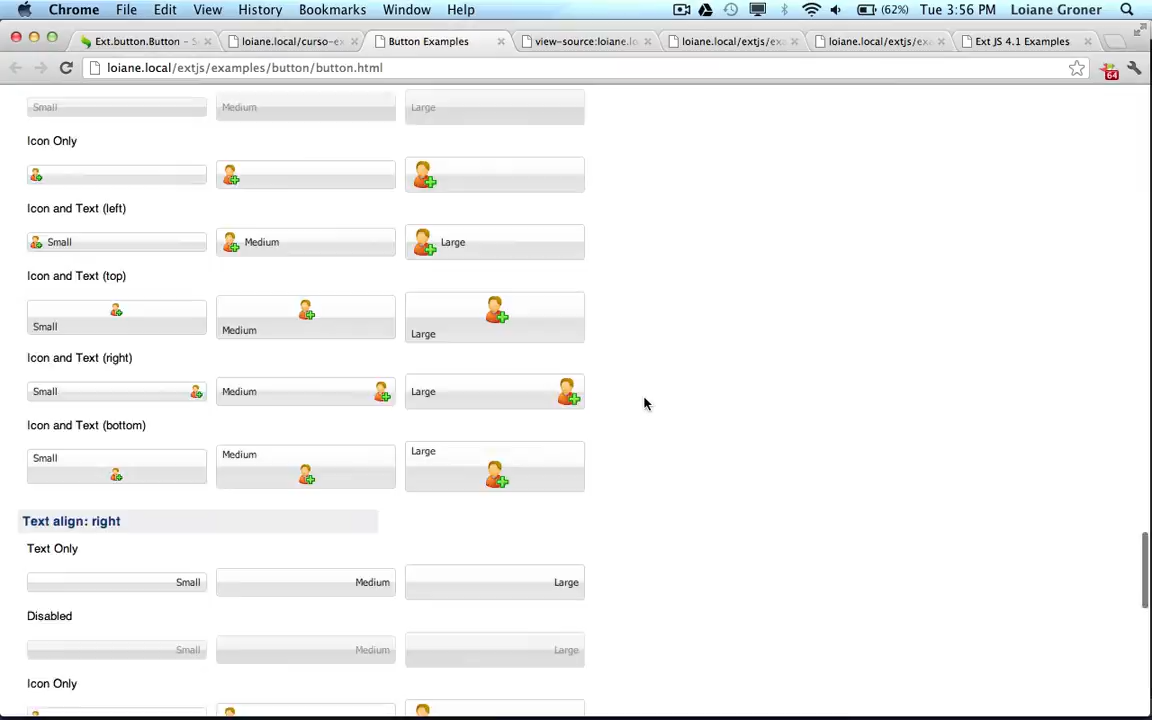 Chrome File Edit View History Bookmarks Window Help (62%) Tue 3:56 PM Loiane Groner
Ext.button.Button - S loiane.local/curso-ex Button Examples view-source:loiane.lo loiane.local/extjs/exa loiane.local/extjs/exa Ext JS 4.1 Examples
loiane.local/extjs/examples/button/button.html 64
Small Medium Large
Icon Only
Icon and Text (left)
Small Medium Large
Icon and Text (top)
Small Medium Large
Icon and Text (right)
Small Medium Large
Icon and Text (bottom)
Small Medium Large
Text align: right
Text Only
Small Medium Large
Disabled
Small Medium Large
Icon Only